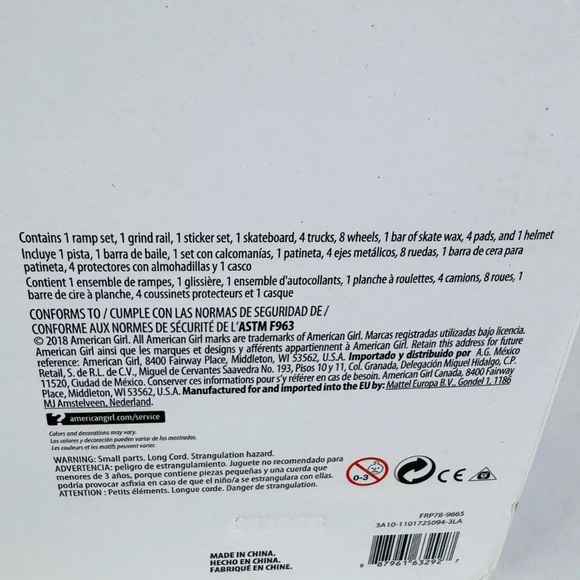 Contains 1 ramp set, 1 grind rail, 1 sticker set, 1 skateboard, 4 trucks, 8 wheels, 1 bar of skate wax, 4 pads, and 1 helmet
Incluye 1 pista, 1 barra de baile, 1 set con calcomanías, 1 patineta, 4 ejes metálicos, 8 ruedas, 1 barra de cera para
patineta, 4 protectores con almohadillas y 1 casco
Contient 1 ensemble de rampes, 1 glissière, 1 ensemble d'autocollants, 1 planche à roulettes, 4 camions, 8 roues, 1
barre de cire à planche, 4 coussinets protecteurs et 1 casque
CONFORMS TO / CUMPLE CON LAS NORMAS DE SEGURIDAD DE /
CONFORME AUX NORMES DE SÉCURITÉ DE L'ASTM F963
© 2018 American Girl. All American Girl marks are trademarks of American Girl. Marcas registradas utilizadas bajo licencia.
American Girl ainsi que les marques et designs y afférents appartiennent à American Girl. Retain this address for future
reference: American Girl, 8400 Fairway Place, Middleton, WI 53562, U.S.A. Importado y distribuido por A.G. México
Retail, S. de R.L. de C.V., Miguel de Cervantes Saavedra No. 193, Pisos 10 y 11, Col. Granada, Delegación Miguel Hidalgo, C.P.
11520, Ciudad de México. Conserver ces informations pour s'y référer en cas de besoin. American Girl Canada, 8400 Fairway
Place, Middleton, WI 53562, U.S.A. Manufactured for and imported into the EU by: Mattel Europa B.V., Gondel 1, 1186
MJ Amstelveen, Nederland.
? americangirl.com/service
Colors and decorations may vary.
Los colores y decoración pueden variar de los mostrados.
Les couleurs et les motifs peuvent varier.
WARNING: Small parts. Long Cord. Strangulation hazard.
ADVERTENCIA: peligro de estrangulamiento. Juguete no recomendado para
menores de 3 años, porque contiene piezas pequeñas y una cuerda que
podría provocar asfixia en caso de que el niño/a se estrangulara con ellas.
ATTENTION : Petits éléments. Longue corde. Danger de strangulation.
0-3
CE
FRP78-9665
3A10-1101725094-3LA
MADE IN CHINA.
HECHO EN CHINA.
FABRIQUÉ EN CHINE.
6 87961 63292 7